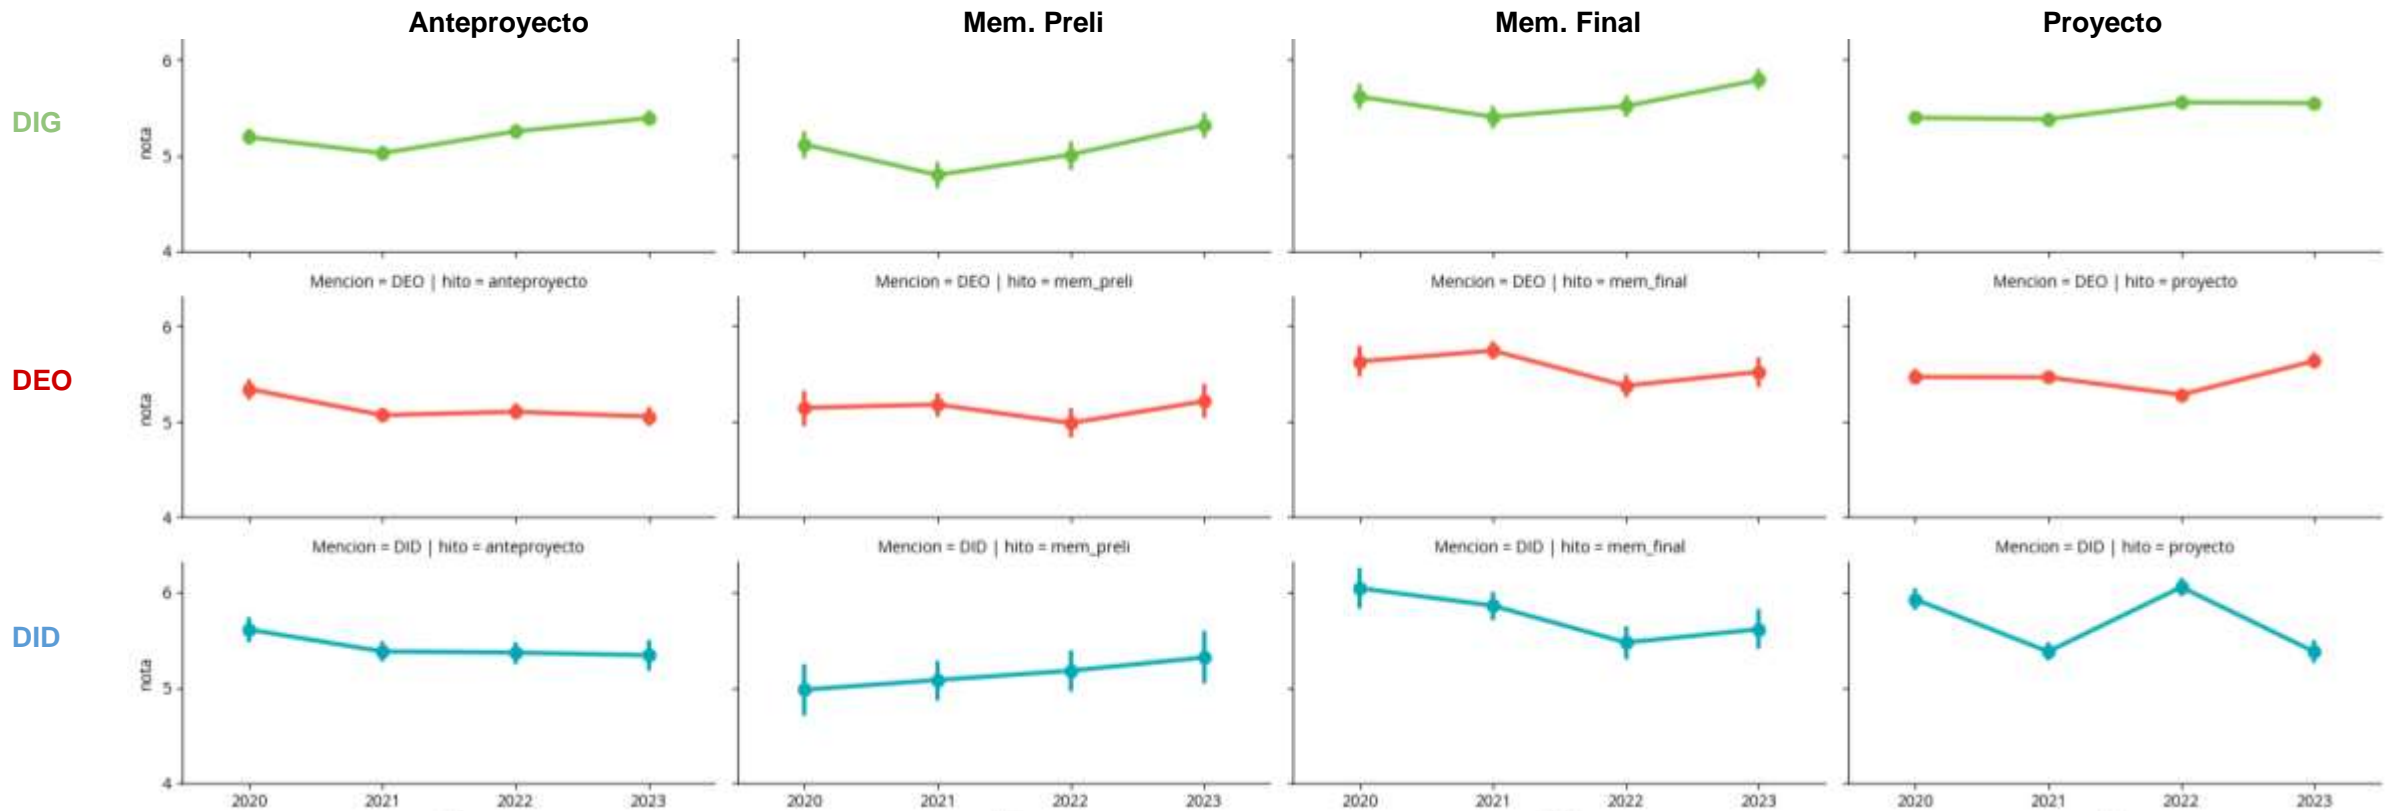 Anteproyecto Mem. Preli Mem. Final Proyecto
6
DIG
nota
5
4
Mencion = DEO | hito = anteproyecto Mencion = DEO | hito = mem_preli Mencion = DEO | hito = mem_final Mencion = DEO | hito = proyecto
6
DEO
nota
5
4
Mencion = DID | hito = anteproyecto Mencion = DID | hito = mem_preli Mencion = DID | hito = mem_final Mencion = DID | hito = proyecto
6
DID
nota
5
4
2020 2021 2022 2023 2020 2021 2022 2023 2020 2021 2022 2023 2020 2021 2022 2023